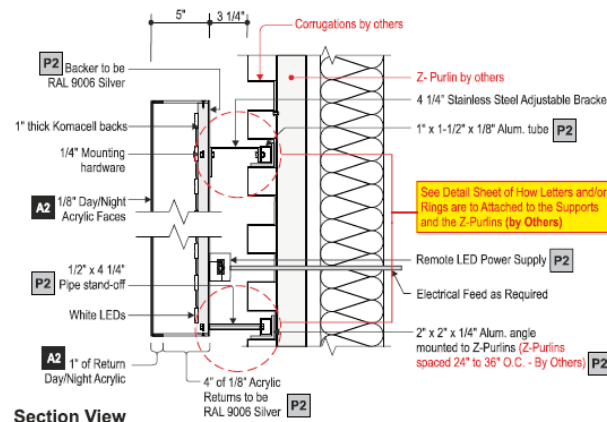 5"
3 1/4"
Corrugations by others
P2 Backer to be
RAL 9006 Silver
Z- Purlin by others
4 1/4" Stainless Steel Adjustable Bracke
1" thick Komacell backs
1" x 1-1/2" x 1/8" Alum. tube P2
1/4" Mounting
hardware
A2 1/8" Day/Night
Acrylic Faces
See Detail Sheet of How Letters and/or
Rings are to Attached to the Supports
and the Z-Purlins (by Others)
Remote LED Power Supply P2
1/2" x 4 1/4"
P2 Pipe stand-off
Electrical Feed as Required
White LEDs
2" x 2" x 1/4" Alum. angle
mounted to Z-Purlins (Z-Purlins
spaced 24" to 36" O.C. - By Others) P2
A2 1" of Return
Day/Night Acrylic
4" of 1/8" Acrylic
Returns to be
RAL 9006 Silver P2
Section View